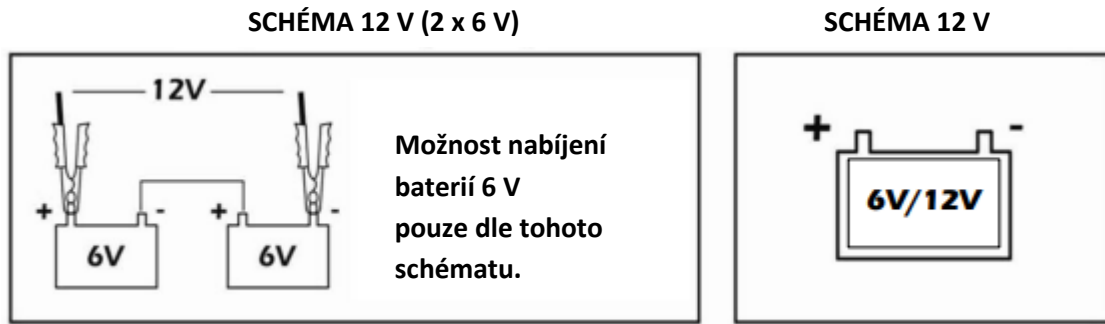 SCHÉMA 12 V (2 x 6 V)
12V
+ - + -
6V 6V
Možnost nabíjení
baterií 6 V
pouze dle tohoto
schématu.
SCHÉMA 12 V
+ -
6V/12V